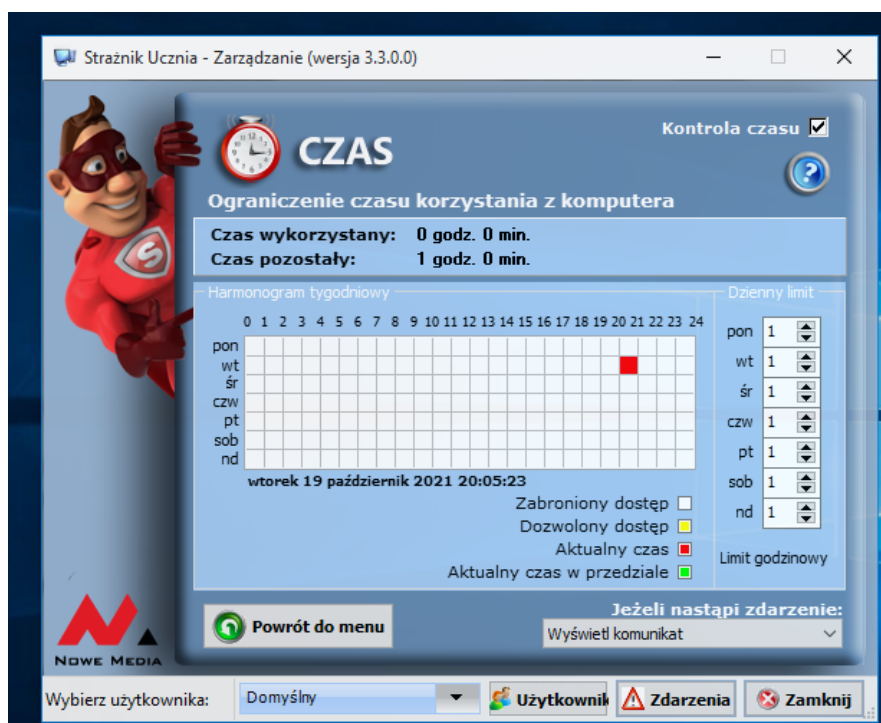 Strażnik Ucznia - Zarządzanie (wersja 3.3.0.0)
Kontrola czasu
CZAS
Ograniczenie czasu korzystania z komputera
Czas wykorzystany: 0 godz. 0 min.
Czas pozostały: 1 godz. 0 min.
Harmonogram tygodniowy
Dzienny limit
0 1 2 3 4 5 6 7 8 9 10 11 12 13 14 15 16 17 18 19 20 21 22 23 24
pon
wt
śr
czw
pt
sob
nd
pon 1
wt 1
śr 1
czw 1
pt 1
sob 1
nd 1
Limit godzinowy
wtorek 19 październik 2021 20:05:23
Zabroniony dostęp
Dozwolony dostęp
Aktualny czas
Aktualny czas w przedziale
Powrót do menu
Jeżeli nastąpi zdarzenie:
Wyświetl komunikat
NOWE MEDIA
Wybierz użytkownika: Domyślny Użytkownik Zdarzenia Zamknij